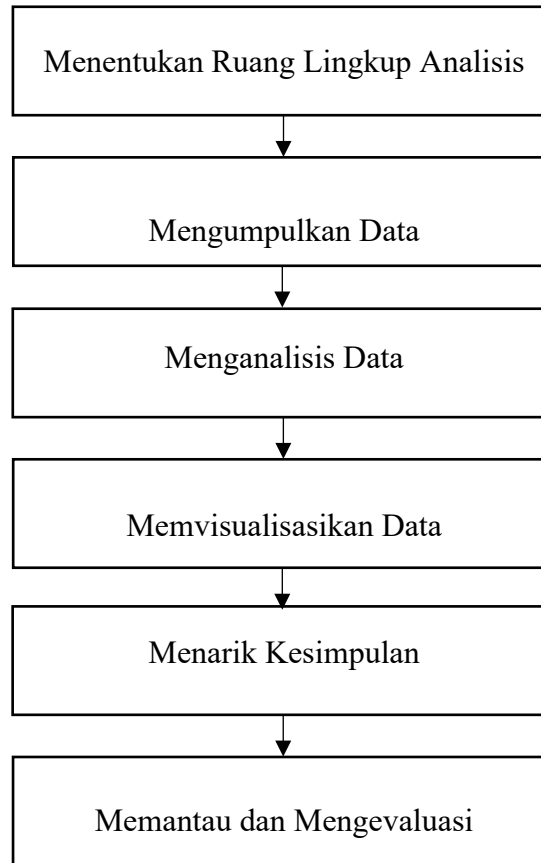 Menentukan Ruang Lingkup Analisis
Mengumpulkan Data
Menganalisis Data
Memvisualisasikan Data
Menarik Kesimpulan
Memantau dan Mengevaluasi